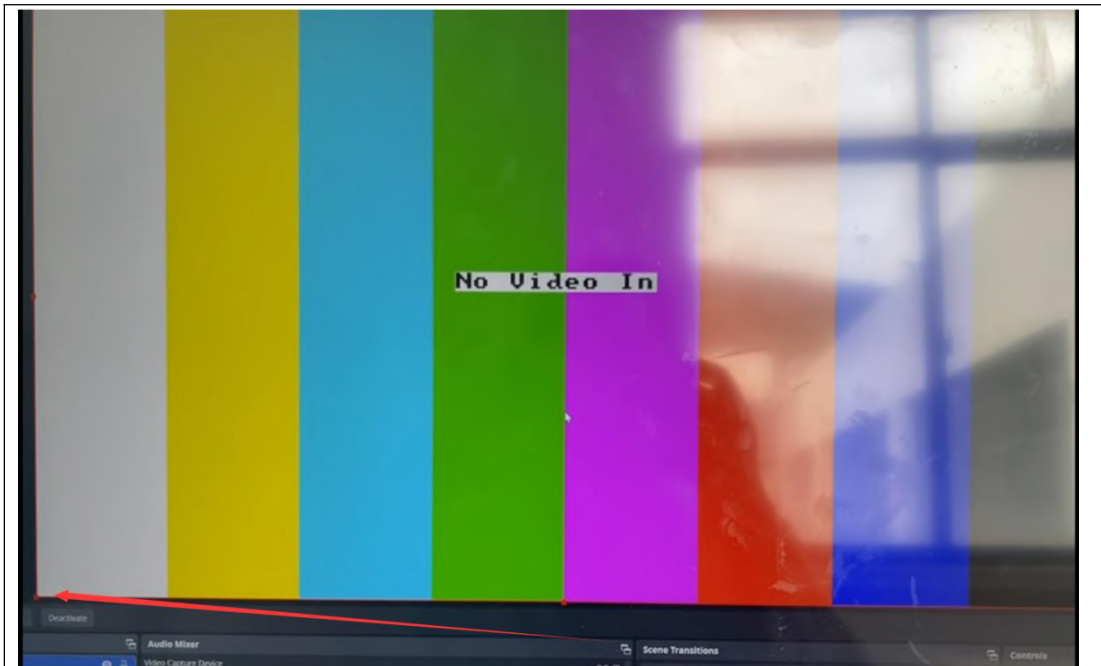 No Video In
Deactivate
Audio Mixer
Scene Transitions
Controls
Video Capture Device